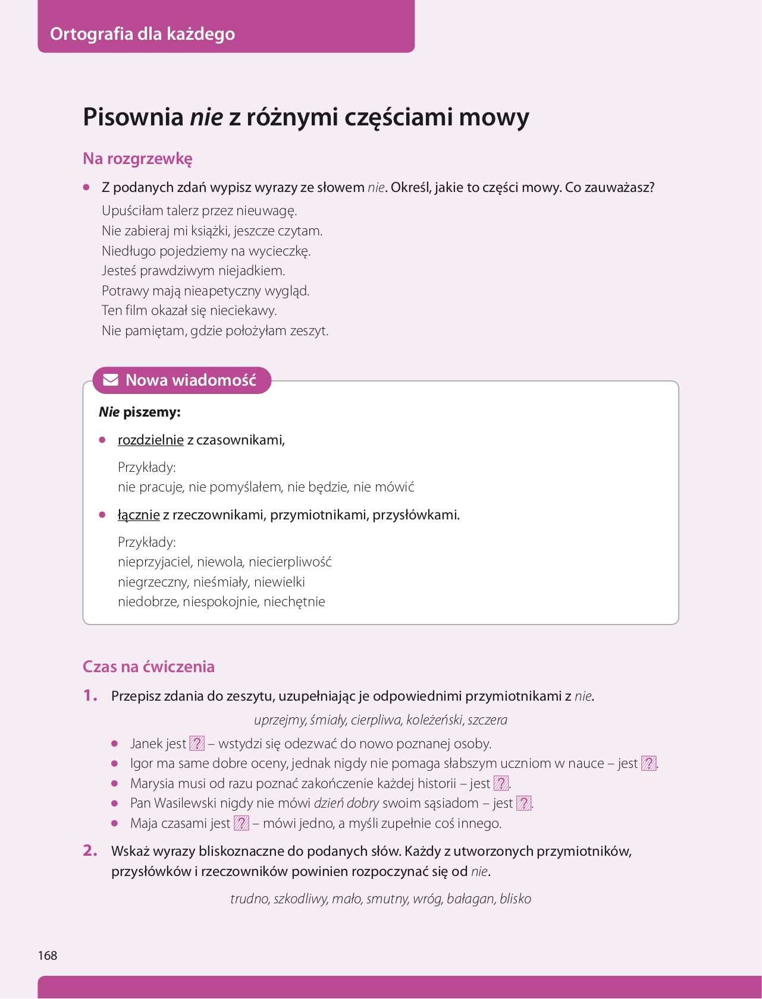 Ortografia dla każdego
Pisownia nie z różnymi częściami mowy
Na rozgrzewkę
● Z podanych zdań wypisz wyrazy ze słowem nie. Określ, jakie to części mowy. Co zauważasz?
Upuściłam talerz przez nieuwagę.
Nie zabieraj mi książki, jeszcze czytam.
Niedługo pojedziemy na wycieczkę.
Jesteś prawdziwym niejadkiem.
Potrawy mają nieapetyczny wygląd.
Ten film okazał się nieciekawy.
Nie pamiętam, gdzie położyłam zeszyt.
Nowa wiadomość
Nie piszemy:
● rozdzielnie z czasownikami,
Przykłady:
nie pracuje, nie pomyślałem, nie będzie, nie mówić
● łącznie z rzeczownikami, przymiotnikami, przysłówkami.
Przykłady:
nieprzyjaciel, niewola, niecierpliwość
niegrzeczny, nieśmiały, niewielki
niedobrze, niespokojnie, niechętnie
Czas na ćwiczenia
1. Przepisz zdania do zeszytu, uzupełniając je odpowiednimi przymiotnikami z nie.
uprzejmy, śmiały, cierpliwa, koleżeński, szczera
● Janek jest ? – wstydzi się odezwać do nowo poznanej osoby.
● Igor ma same dobre oceny, jednak nigdy nie pomaga słabszym uczniom w nauce – jest ?.
● Marysia musi od razu poznać zakończenie każdej historii – jest ?.
● Pan Wasilewski nigdy nie mówi dzień dobry swoim sąsiadom – jest ?.
● Maja czasami jest ? – mówi jedno, a myśli zupełnie coś innego.
2. Wskaż wyrazy bliskoznaczne do podanych słów. Każdy z utworzonych przymiotników,
przysłówków i rzeczowników powinien rozpoczynać się od nie.
trudno, szkodliwy, mało, smutny, wróg, bałagan, blisko
168